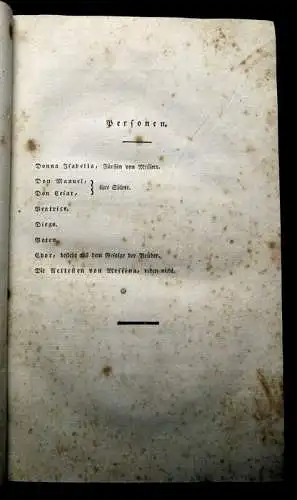 Personen.
Donna Isabella, Fürstin von Messina.
Don Manuel,
Don Cesar, } ihre Söhne.
Beatrice.
Diego.
Boten.
Chor, besteht aus dem Gefolge der Brüder.
Die Aeltesten von Messina, reden nicht.